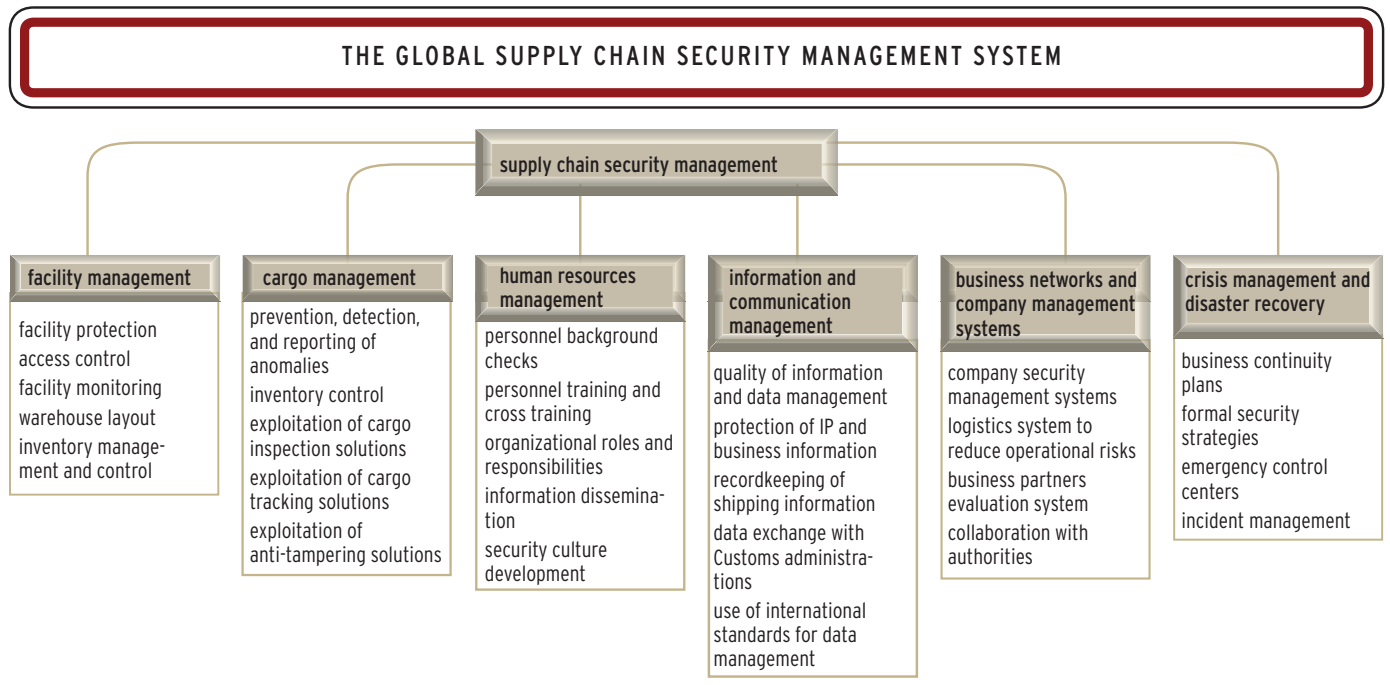 THE GLOBAL SUPPLY CHAIN SECURITY MANAGEMENT SYSTEM
supply chain security management
facility management
facility protection
access control
facility monitoring
warehouse layout
inventory manage-
ment and control
cargo management
prevention, detection,
and reporting of
anomalies
inventory control
exploitation of cargo
inspection solutions
exploitation of cargo
tracking solutions
exploitation of
anti-tampering solutions
human resources
management
personnel background
checks
personnel training and
cross training
organizational roles and
responsibilities
information dissemina-
tion
security culture
development
information and
communication
management
quality of information
and data management
protection of IP and
business information
recordkeeping of
shipping information
data exchange with
Customs administra-
tions
use of international
standards for data
management
business networks and
company management
systems
company security
management systems
logistics system to
reduce operational risks
business partners
evaluation system
collaboration with
authorities
crisis management and
disaster recovery
business continuity
plans
formal security
strategies
emergency control
centers
incident management